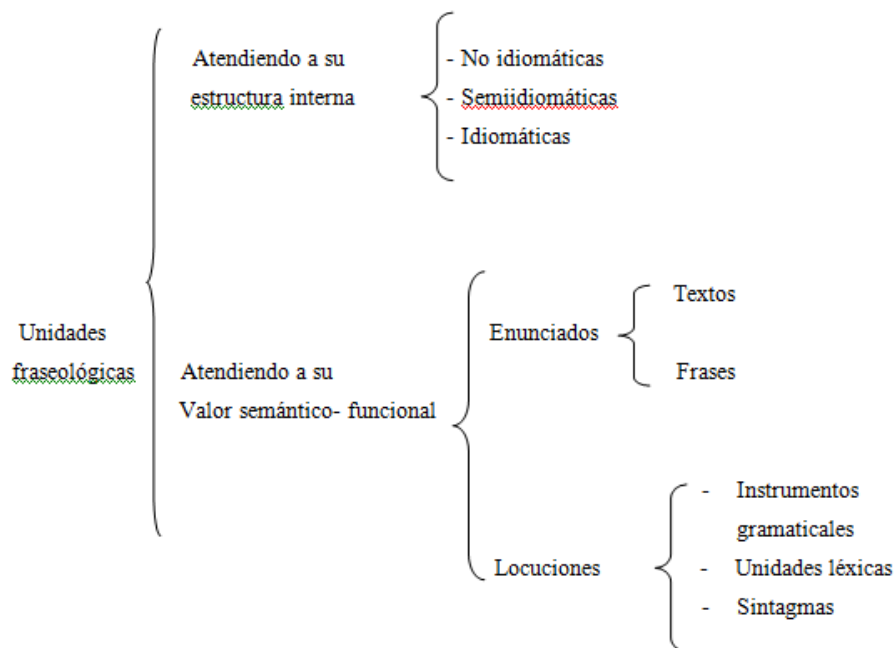 Atendiendo a su
estructura interna
- No idiomáticas
- Semiidiomáticas
- Idiomáticas
Unidades
fraseológicas
Atendiendo a su
Valor semántico- funcional
Enunciados
Textos
Frases
Locuciones
- Instrumentos
gramaticales
- Unidades léxicas
- Sintagmas